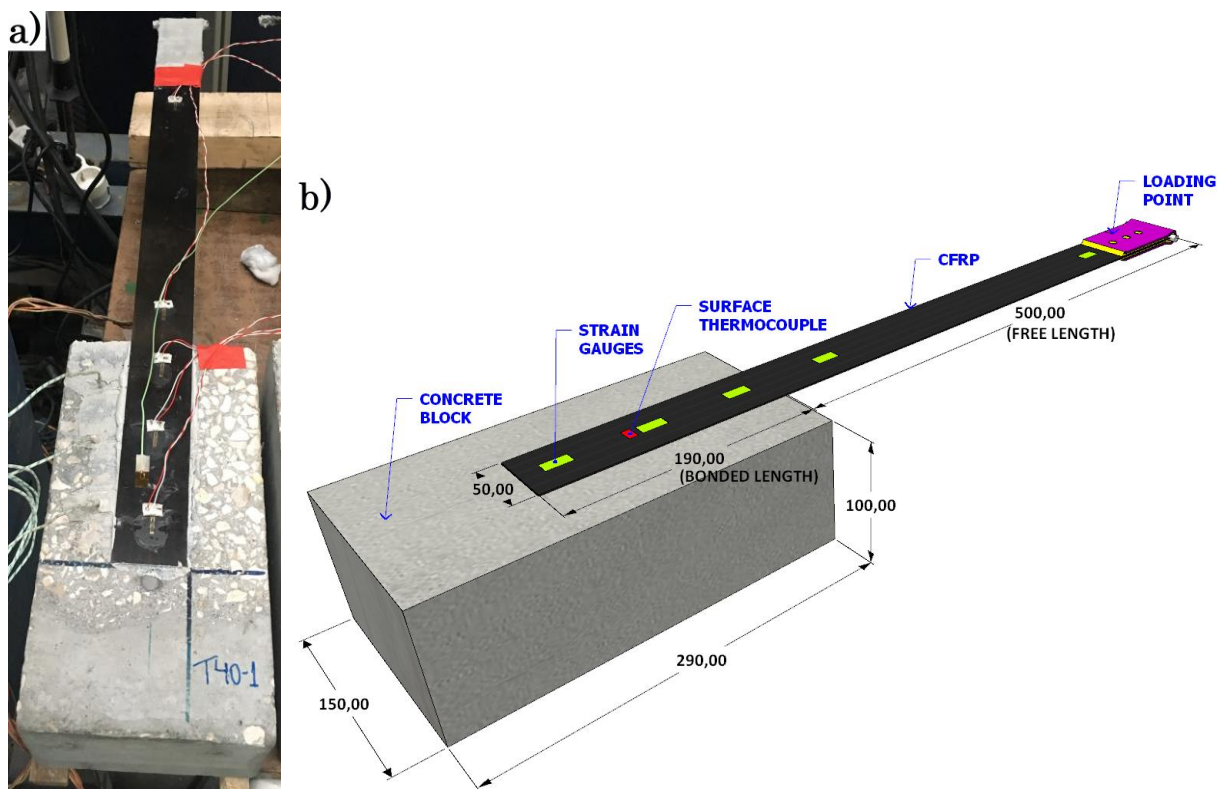 a)
T40-1
b)
LOADING
POINT
CFRP
500,00
(FREE LENGTH)
SURFACE
THERMOCOUPLE
STRAIN
GAUGES
CONCRETE
BLOCK
190,00
(BONDED LENGTH)
50,00
100,00
290,00
150,00